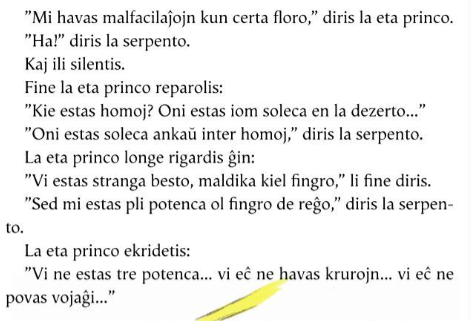 ”Mi havas malfacilaĵojn kun certa floro,” diris la eta princo.
”Ha!” diris la serpento.
Kaj ili silentis.
Fine la eta princo reparolis:
”Kie estas homoj? Oni estas iom soleca en la dezerto...”
”Oni estas soleca ankaŭ inter homoj,” diris la serpento.
La eta princo longe rigardis ĝin:
”Vi estas stranga besto, maldika kiel fingro,” li fine diris.
”Sed mi estas pli potenca ol fingro de reĝo,” diris la serpen-
to.
La eta princo ekridetis:
”Vi ne estas tre potenca... vi eĉ ne havas krurojn... vi eĉ ne
povas vojaĝi...”